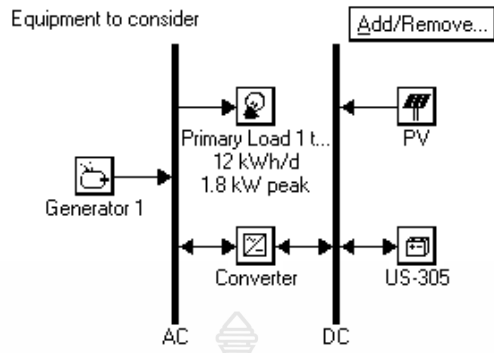 Equipment to consider
Add/Remove...
Primary Load 1 t...
12 kWh/d
1.8 kW peak
PV
Generator 1
Converter
US-305
AC
DC